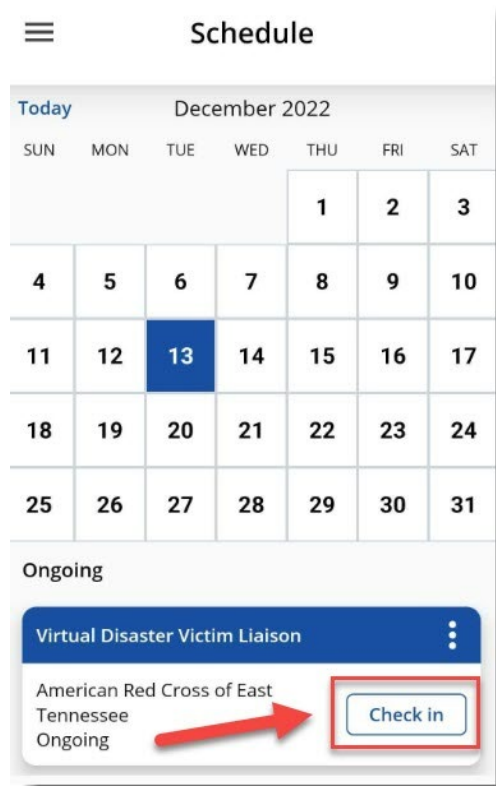 Schedule
Today December 2022
SUN MON TUE WED THU FRI SAT
1 2 3
4 5 6 7 8 9 10
11 12 13 14 15 16 17
18 19 20 21 22 23 24
25 26 27 28 29 30 31
Ongoing
Virtual Disaster Victim Liaison
American Red Cross of East
Tennessee
Ongoing
Check in